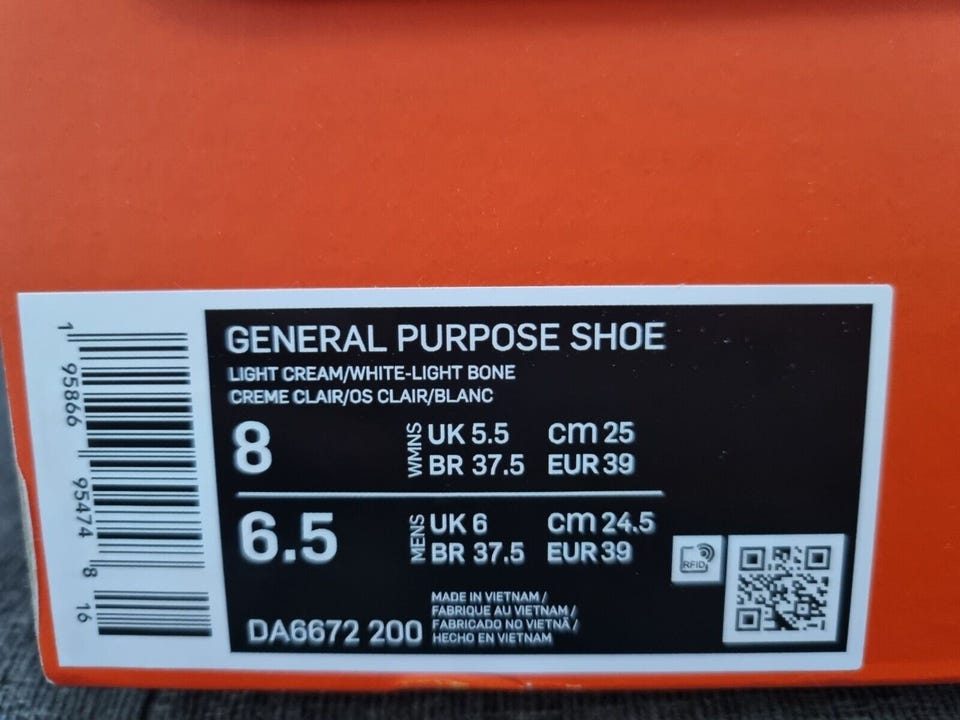 GENERAL PURPOSE SHOE
LIGHT CREAM/WHITE-LIGHT BONE
CREME CLAIR/OS CLAIR/BLANC
8 WMNS UK 5.5 cm 25
BR 37.5 EUR 39
6.5 MENS UK 6 cm 24.5
BR 37.5 EUR 39
RFID
DA6672 200
MADE IN VIETNAM /
FABRIQUE AU VIETNAM /
FABRICADO NO VIETNÃ /
HECHO EN VIETNAM
1 95866 95474 8 16